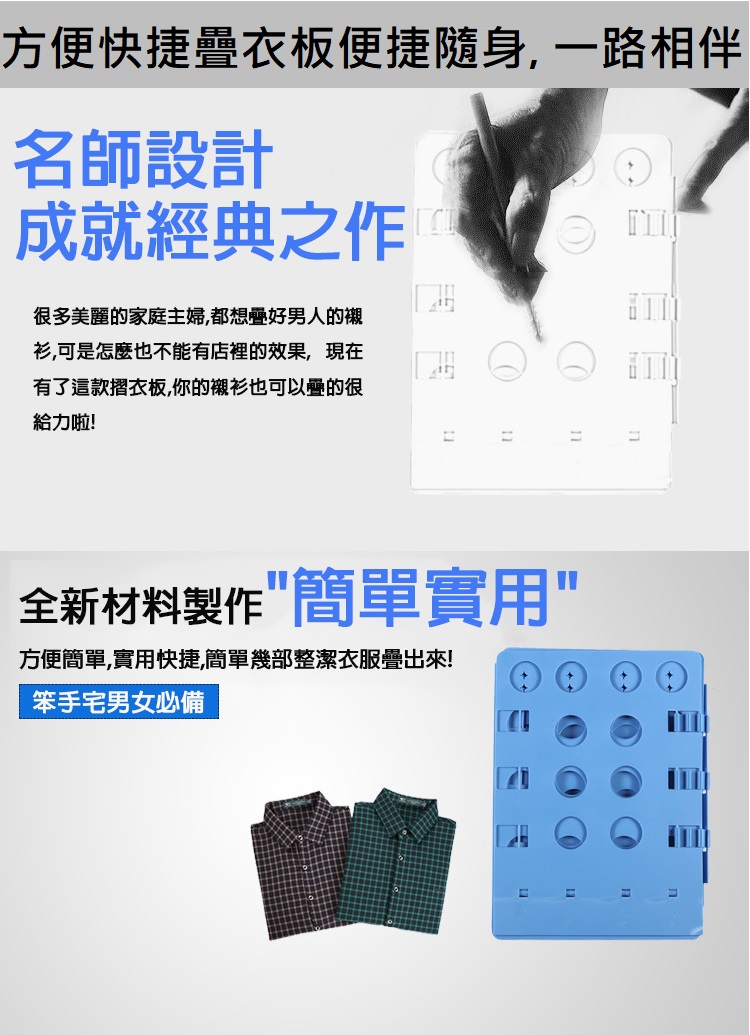 方便快捷疊衣板便捷隨身, 一路相伴
名師設計
成就經典之作
很多美麗的家庭主婦,都想疊好男人的襯
衫,可是怎麼也不能有店裡的效果, 現在
有了這款摺衣板,你的襯衫也可以疊的很
給力啦!
全新材料製作"簡單實用"
方便簡單,實用快捷,簡單幾部整潔衣服疊出來!
笨手宅男女必備